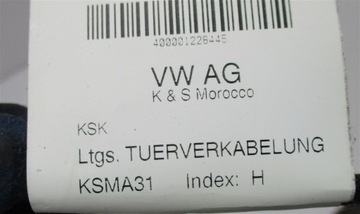 400001228445
VW AG
K & S Morocco
KSK
Ltgs. TUERVERKABELUNG
KSMA31 Index: H